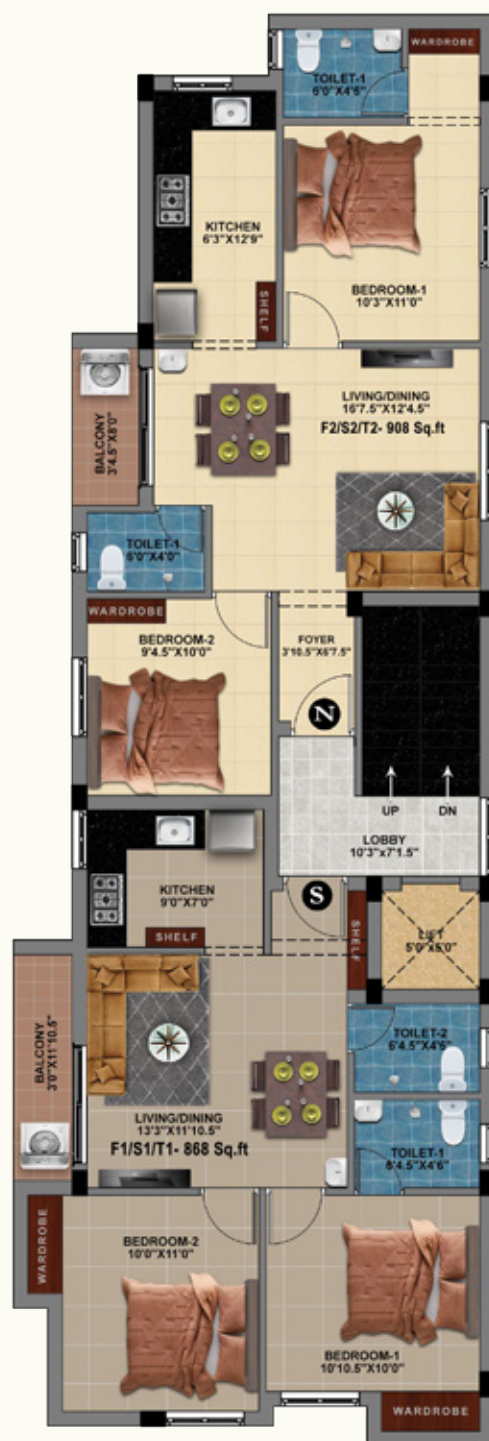 WARDROBE
TOILET-1
6'0"X4'6"
KITCHEN
6'3"X12'9"
SHELF
BEDROOM-1
10'3"X11'0"
LIVING/DINING
16'7.5"X12'4.5"
F2/S2/T2- 908 Sq.ft
BALCONY
3'4.5"X8'0"
TOILET-1
6'0"X4'0"
WARDROBE
BEDROOM-2
9'4.5"X10'0"
FOYER
3'10.5"X6'7.5"
N
UP
DN
LOBBY
10'3"x7'1.5"
KITCHEN
9'0"X7'0"
SHELF
S
SHELF
LIFT
5'0"X5'0"
BALCONY
3'0"X11'10.5"
TOILET-2
6'4.5"X4'6"
LIVING/DINING
13'3"X11'10.5"
F1/S1/T1- 868 Sq.ft
TOILET-1
6'4.5"X4'6"
WARDROBE
BEDROOM-2
10'0"X11'0"
BEDROOM-1
10'10.5"X10'0"
WARDROBE